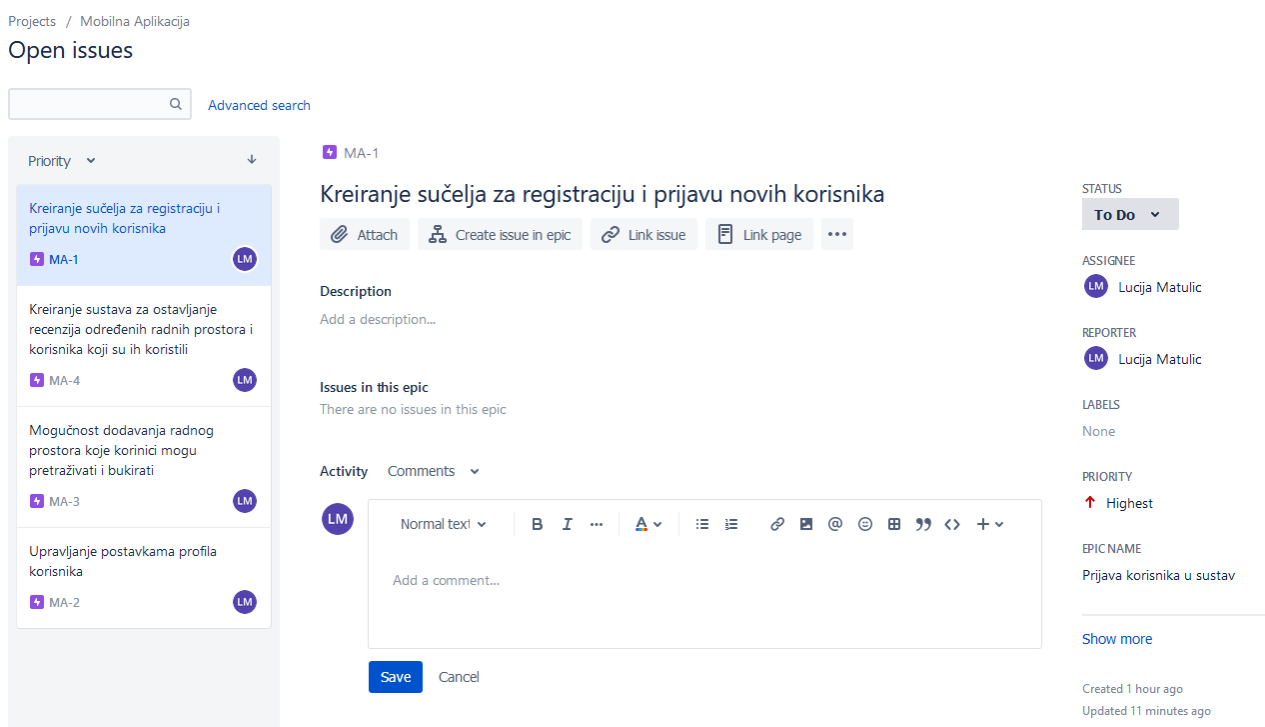 Projects / Mobilna Aplikacija
Open issues
Advanced search
Priority
Kreiranje sučelja za registraciju i
prijavu novih korisnika
MA-1
LM
Kreiranje sustava za ostavljanje
recenzija određenih radnih prostora i
korisnika koji su ih koristili
MA-4
LM
Mogučnost dodavanja radnog
prostora koje korinici mogu
pretraživati i bukirati
MA-3
LM
Upravljanje postavkama profila
korisnika
MA-2
LM
MA-1
Kreiranje sučelja za registraciju i prijavu novih korisnika
Attach
Create issue in epic
Link issue
Link page
Description
Add a description...
Issues in this epic
There are no issues in this epic
Activity Comments
LM
Normal text
B I A
Add a comment...
Save Cancel
STATUS
To Do
ASSIGNEE
LM Lucija Matulic
REPORTER
LM Lucija Matulic
LABELS
None
PRIORITY
Highest
EPIC NAME
Prijava korisnika u sustav
Show more
Created 1 hour ago
Updated 11 minutes ago